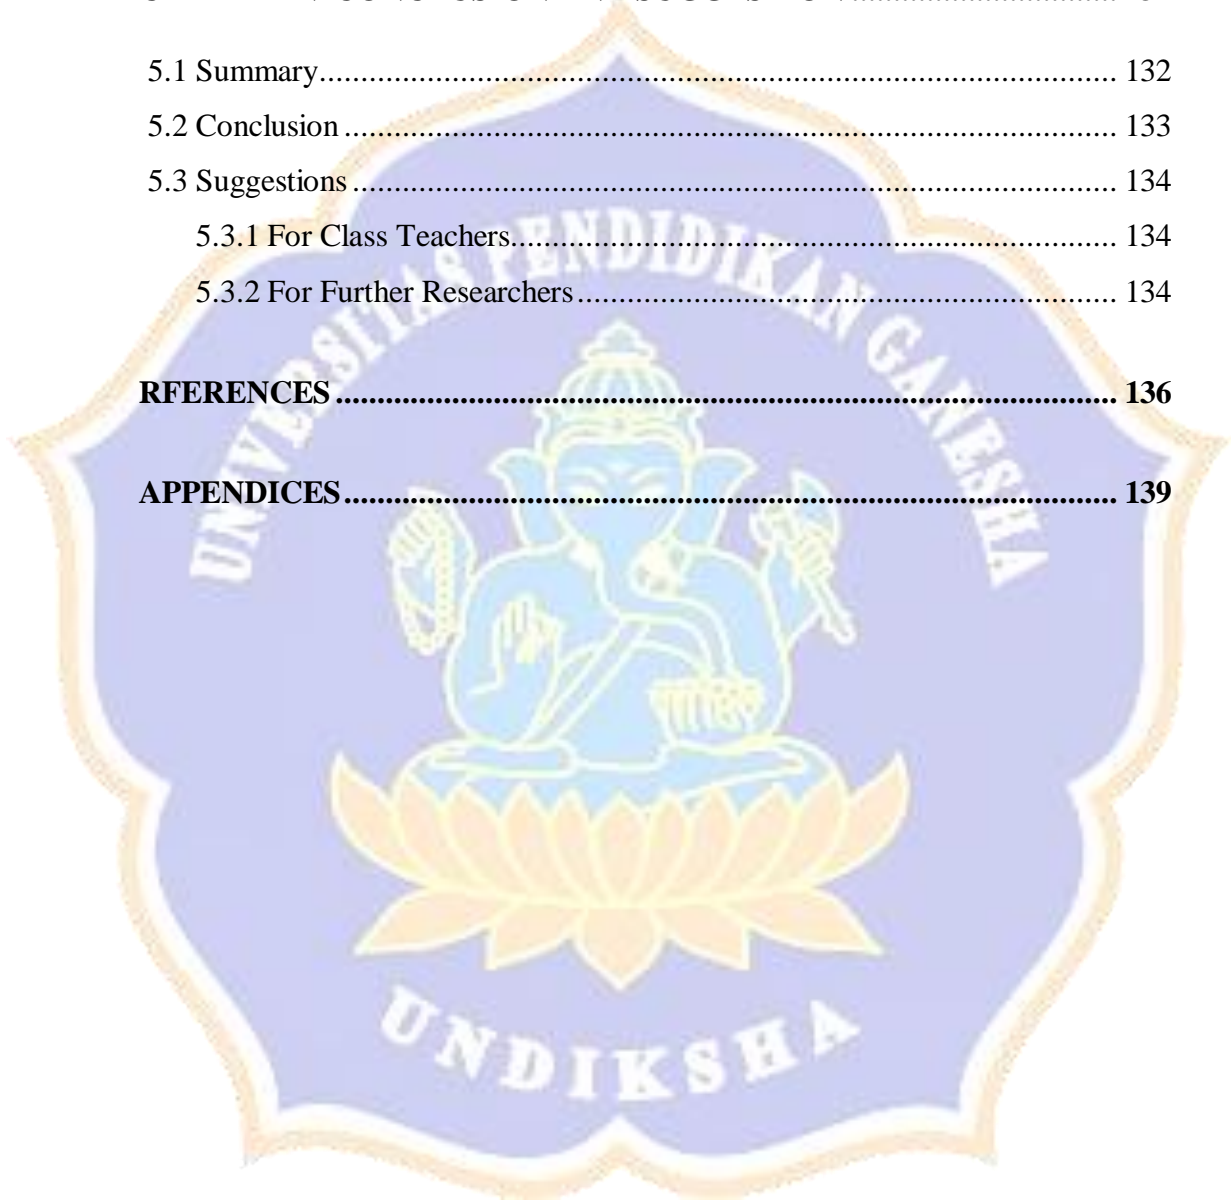 5.1 Summary.......................................................................................................... 132
5.2 Conclusion ...................................................................................................... 133
5.3 Suggestions ..................................................................................................... 134
5.3.1 For Class Teachers................................................................................ 134
5.3.2 For Further Researchers........................................................................ 134
RFERENCES ........................................................................................................ 136
APPENDICES....................................................................................................... 139
UNIVERSITAS PENDIDIKAN GANESHA
UNDIKSHA